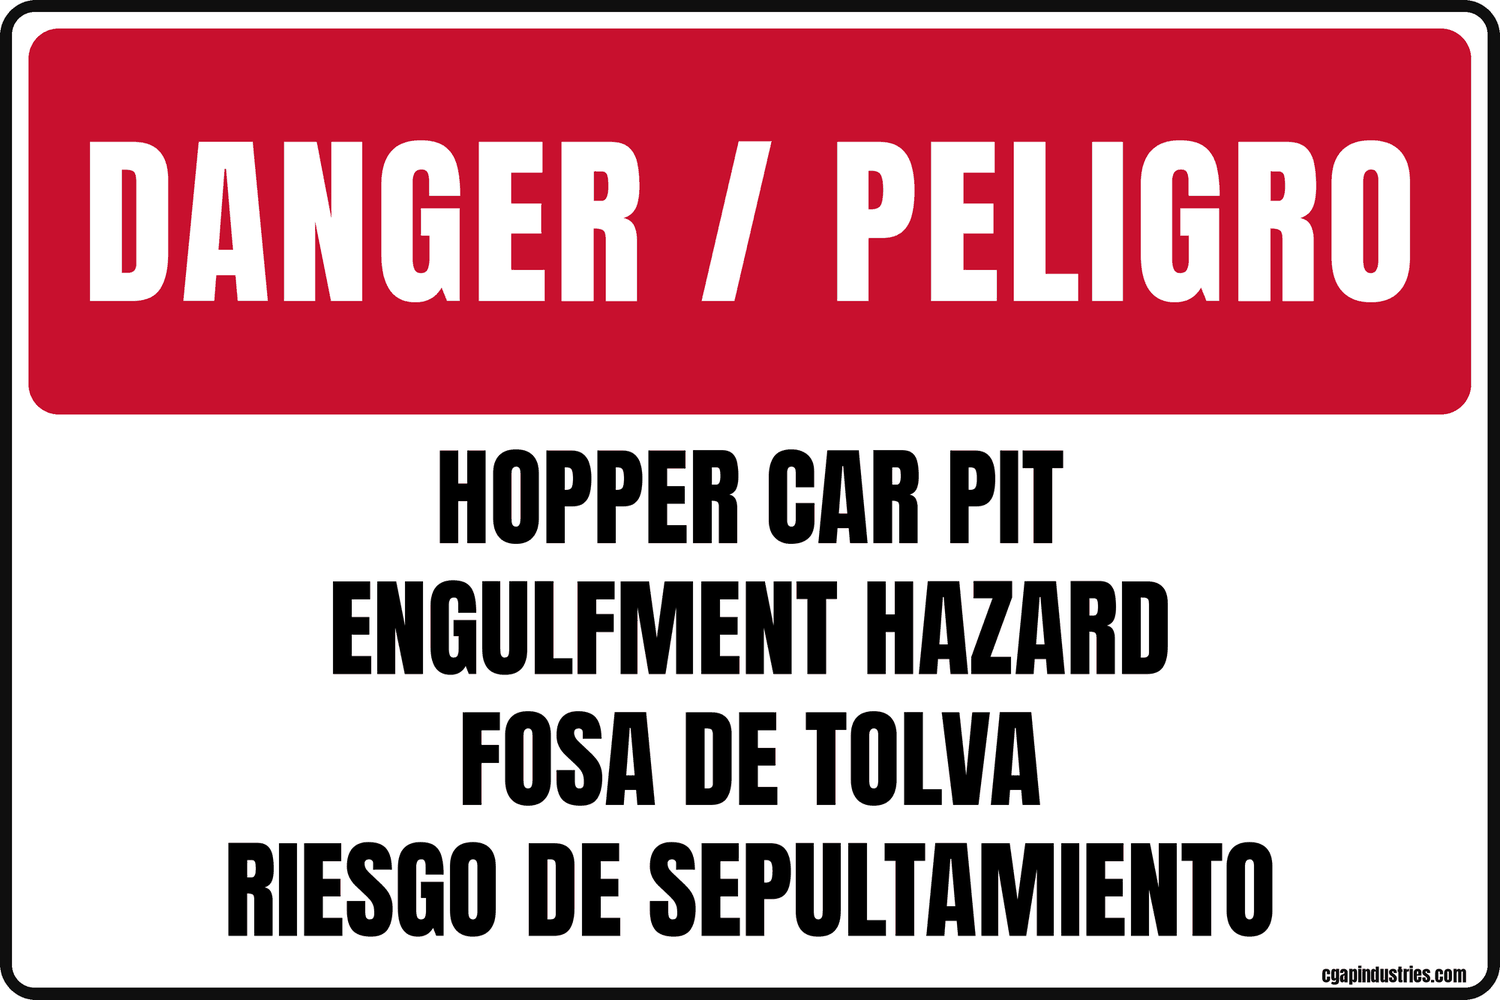 DANGER / PELIGRO
HOPPER CAR PIT
ENGULFMENT HAZARD
FOSA DE TOLVA
RIESGO DE SEPULTAMIENTO
cgapindustries.com